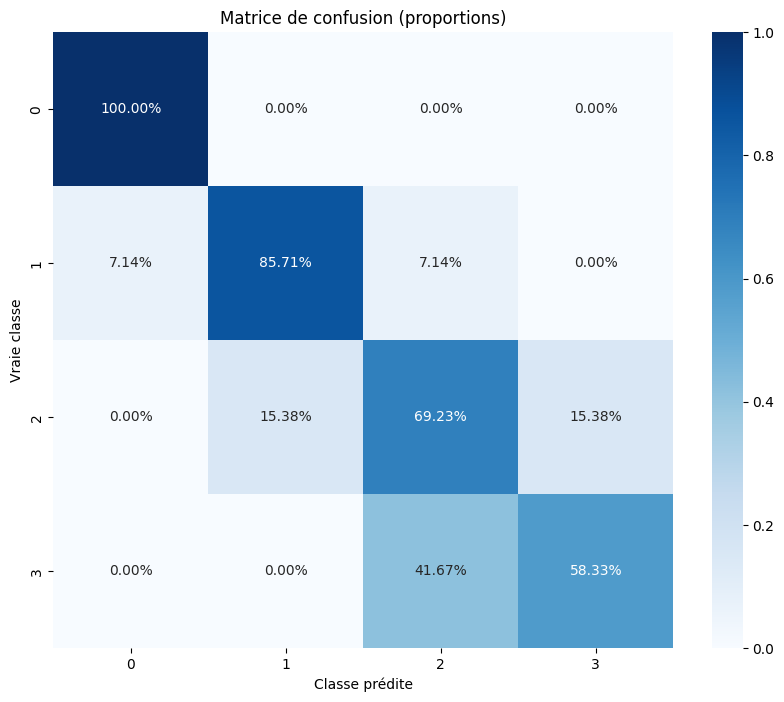 Matrice de confusion (proportions)
1.0
0 100.00% 0.00% 0.00% 0.00%
0.8
1 7.14% 85.71% 7.14% 0.00%
0.6
Vraie classe
2 0.00% 15.38% 69.23% 15.38%
0.4
0.2
3 0.00% 0.00% 41.67% 58.33%
0.0
0 1 2 3
Classe prédite